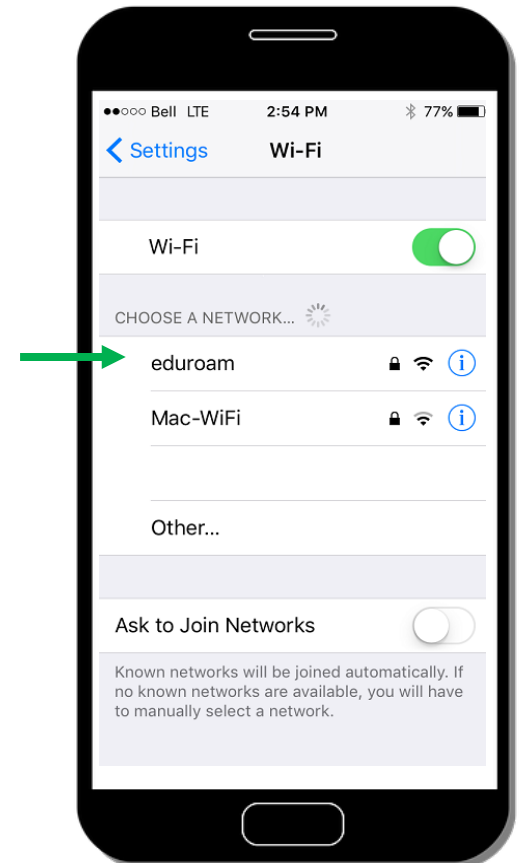 Bell LTE 2:54 PM 77%
Settings Wi-Fi
Wi-Fi
CHOOSE A NETWORK...
eduroam
Mac-WiFi
Other...
Ask to Join Networks
Known networks will be joined automatically. If
no known networks are available, you will have
to manually select a network.